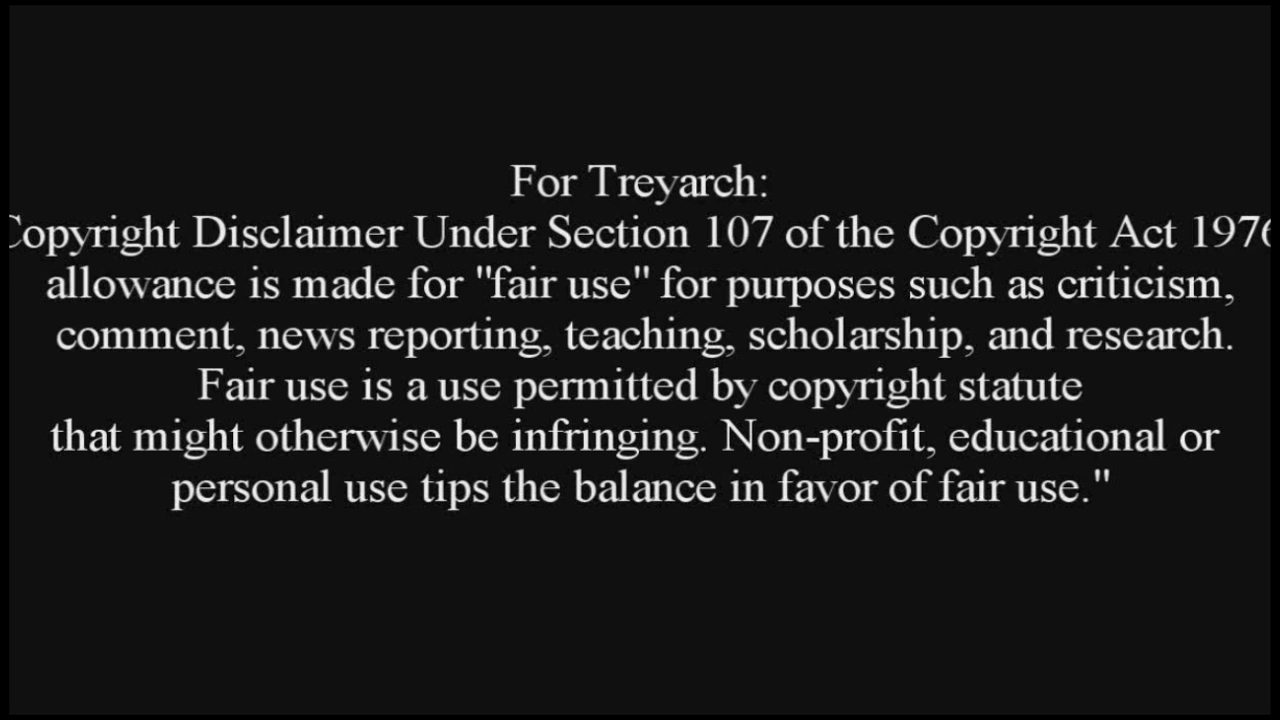 For Treyarch:
Copyright Disclaimer Under Section 107 of the Copyright Act 1976
allowance is made for "fair use" for purposes such as criticism,
comment, news reporting, teaching, scholarship, and research.
Fair use is a use permitted by copyright statute
that might otherwise be infringing. Non-profit, educational or
personal use tips the balance in favor of fair use."